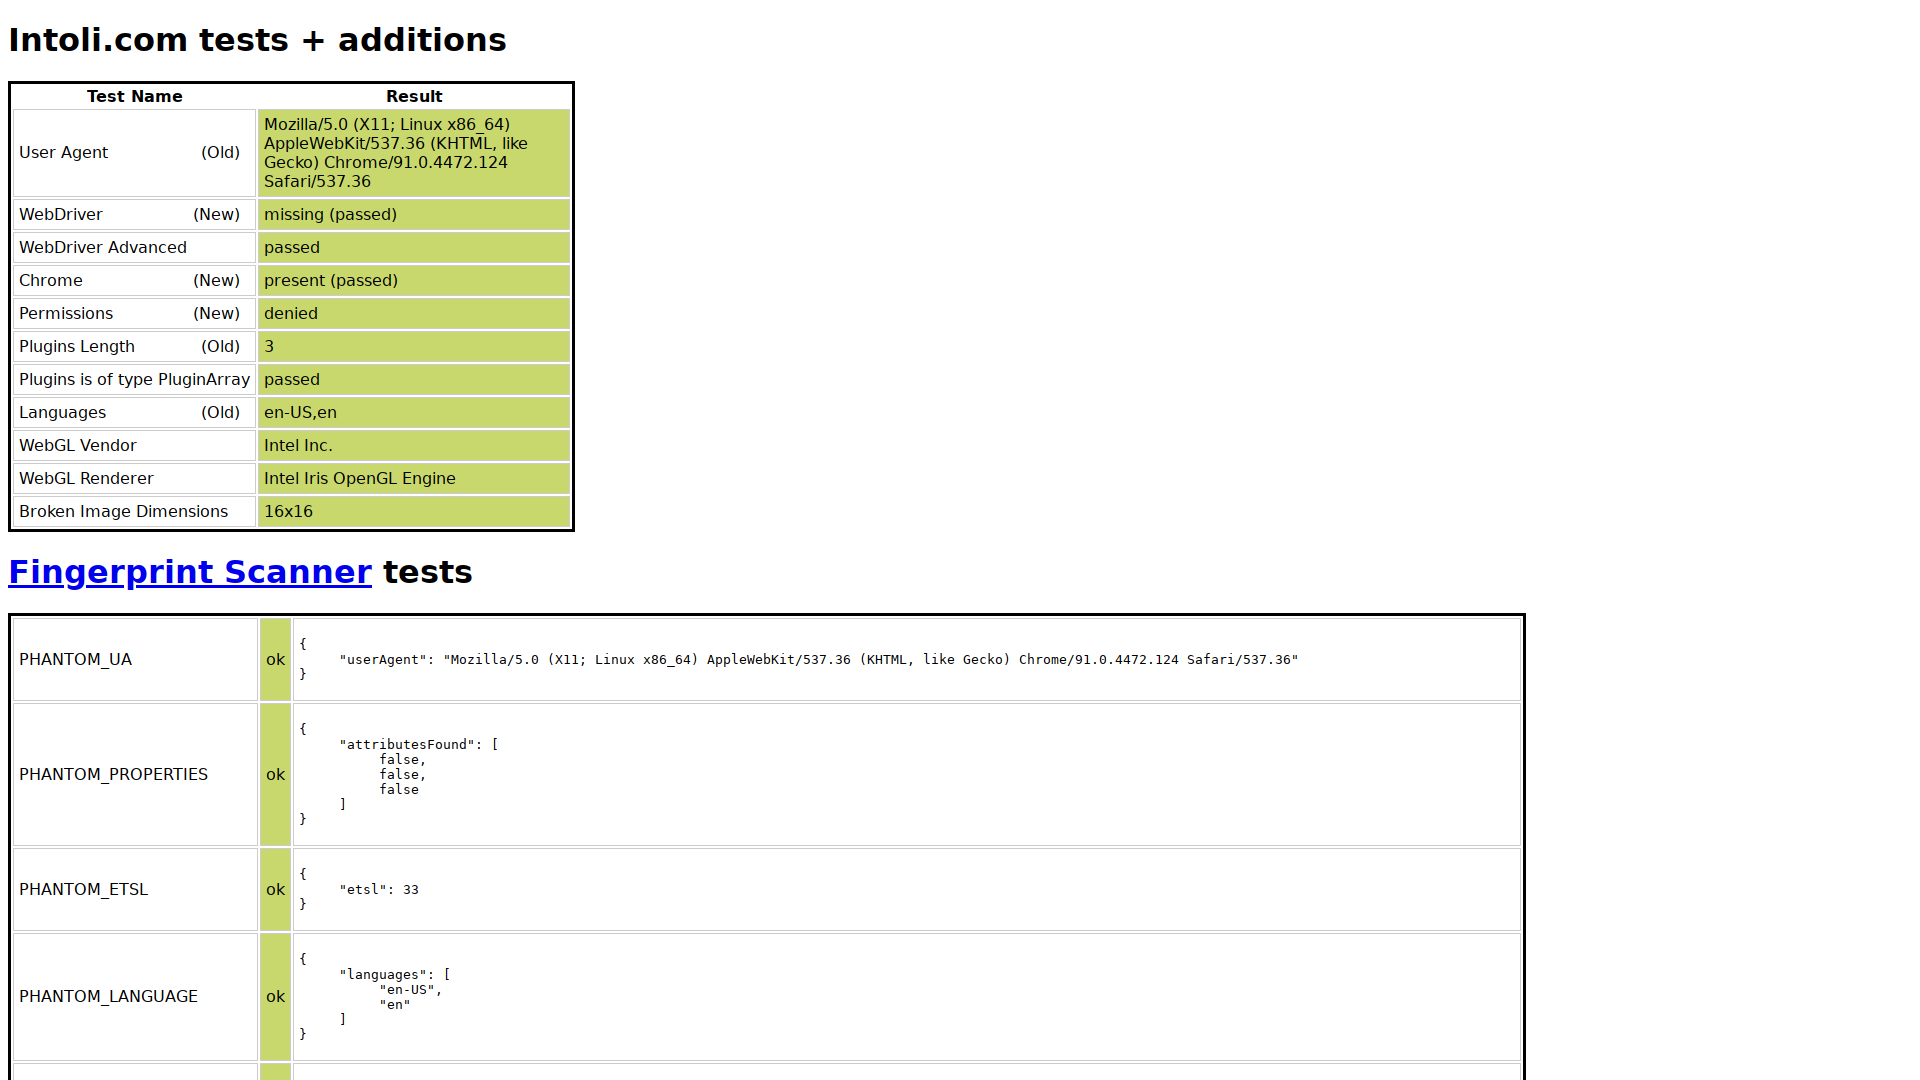 Intoli.com tests + additions
Test Name Result
User Agent (Old) Mozilla/5.0 (X11; Linux x86_64)
AppleWebKit/537.36 (KHTML, like
Gecko) Chrome/91.0.4472.124
Safari/537.36
WebDriver (New) missing (passed)
WebDriver Advanced passed
Chrome (New) present (passed)
Permissions (New) denied
Plugins Length (Old) 3
Plugins is of type PluginArray passed
Languages (Old) en-US,en
WebGL Vendor Intel Inc.
WebGL Renderer Intel Iris OpenGL Engine
Broken Image Dimensions 16x16
Fingerprint Scanner tests
PHANTOM_UA ok {
"userAgent": "Mozilla/5.0 (X11; Linux x86_64) AppleWebKit/537.36 (KHTML, like Gecko) Chrome/91.0.4472.124 Safari/537.36"
}
PHANTOM_PROPERTIES ok {
"attributesFound": [
false,
false,
false
]
}
PHANTOM_ETSL ok {
"etsl": 33
}
PHANTOM_LANGUAGE ok {
"languages": [
"en-US",
"en"
]
}